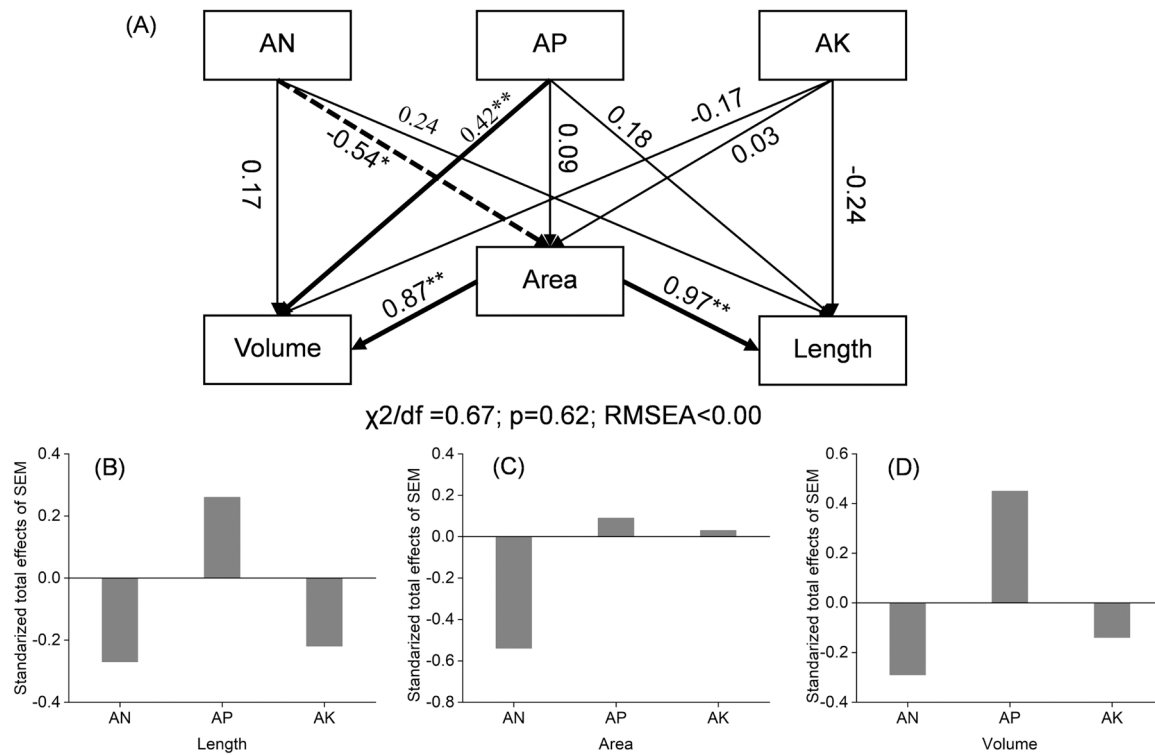 (A)
AN
AP
AK
0.17
-0.54*
0.24
0.42**
0.09
0.18
-0.17
0.03
-0.24
Area
0.87**
0.97**
Volume
Length
χ2/df =0.67; p=0.62; RMSEA<0.00
(B)
Standarized total effects of SEM
0.4
0.2
0.0
-0.2
-0.4
AN AP AK
Length
(C)
Standarized total effects of SEM
0.4
0.2
0.0
-0.2
-0.4
-0.6
-0.8
AN AP AK
Area
(D)
Standarized total effects of SEM
0.6
0.4
0.2
0.0
-0.2
-0.4
AN AP AK
Volume